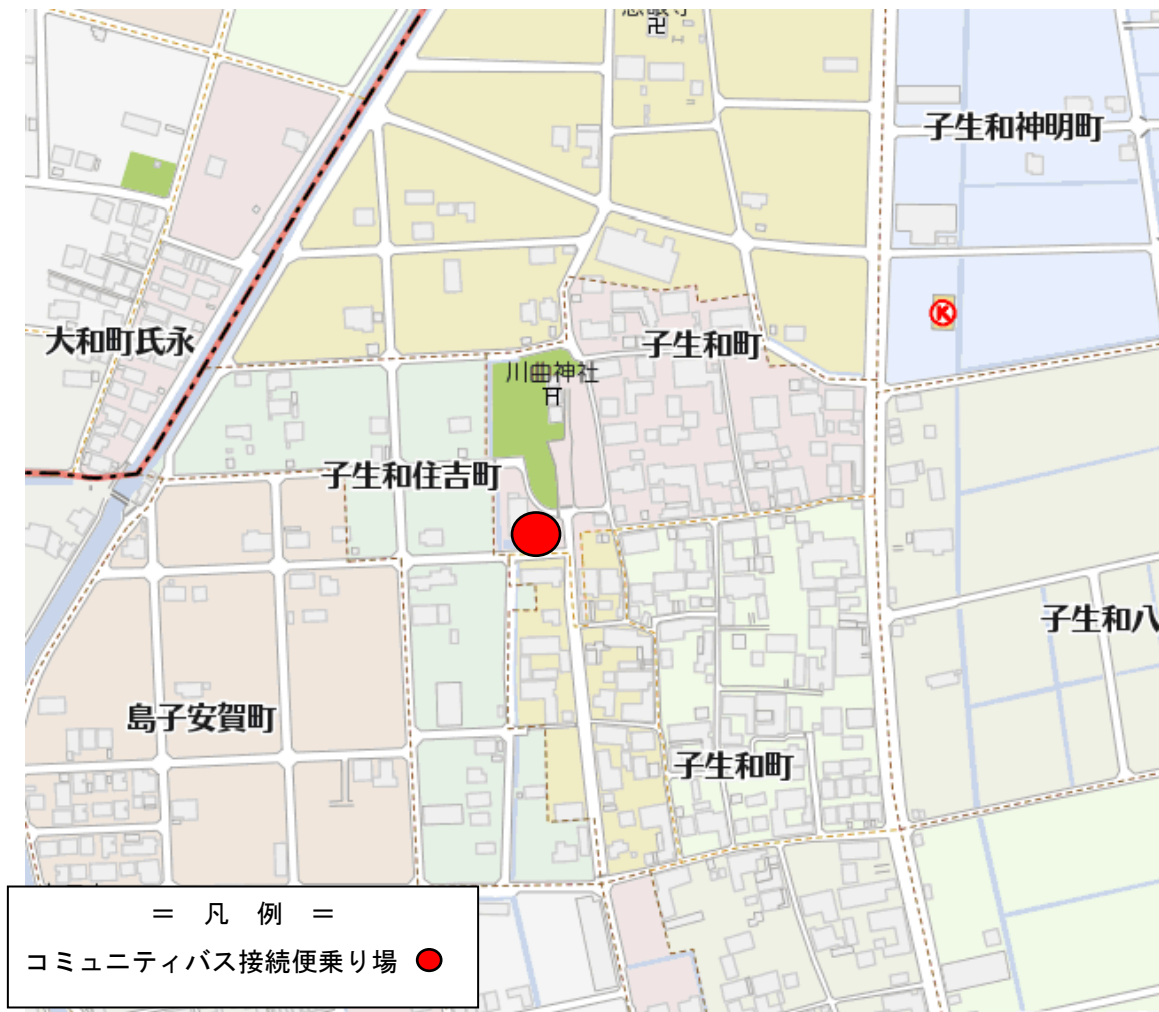 卍
子生和神明町
大和町氏永
K
子生和町
川曲神社
子生和住吉町
子生和八
島子安賀町
子生和町
＝ 凡 例 ＝
コミュニティバス接続便乗り場